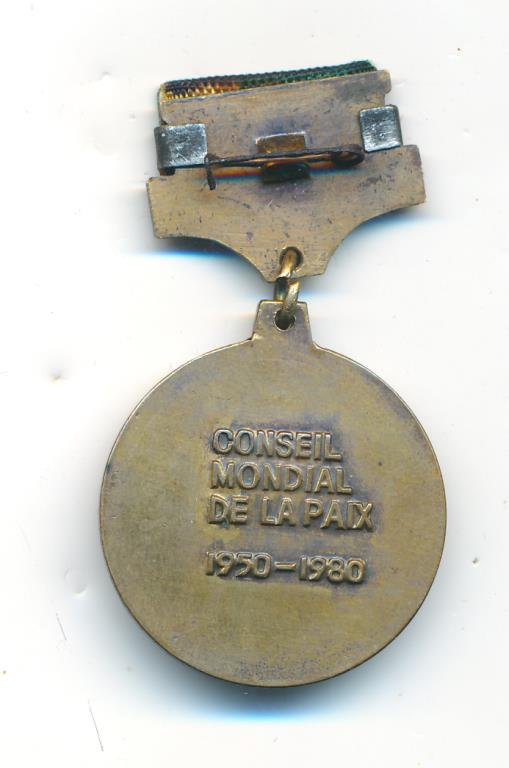 CONSEIL
MONDIAL
DE LA PAIX
1950-1980